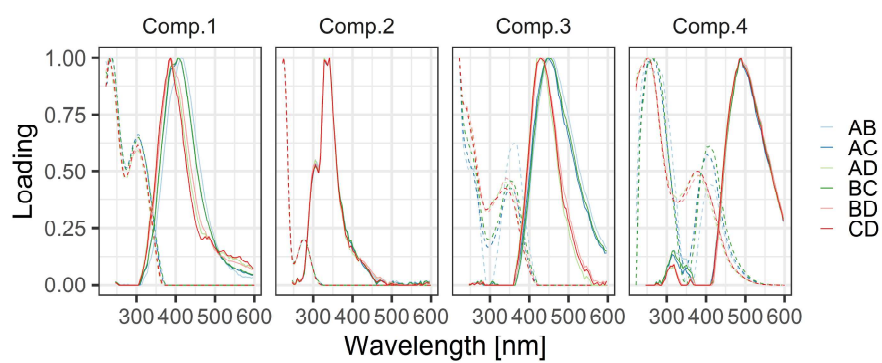 Comp.1 Comp.2 Comp.3 Comp.4
1.00
0.75
0.50
0.25
0.00
Loading
300 400 500 600 300 400 500 600 300 400 500 600 300 400 500 600
Wavelength [nm]
AB
AC
AD
BC
BD
CD